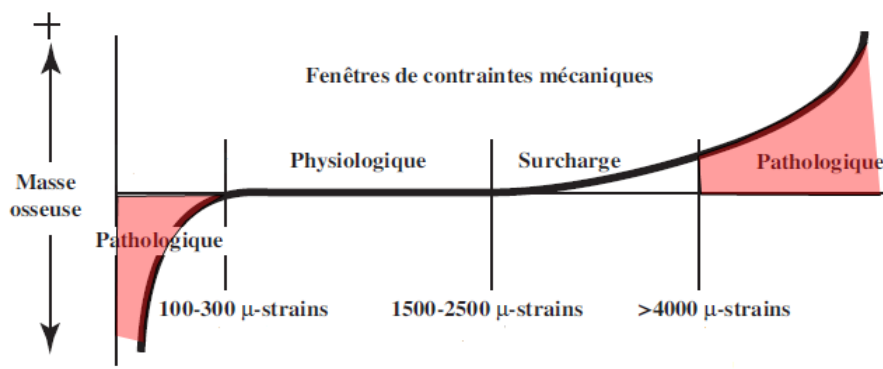 +
Fenêtres de contraintes mécaniques
Physiologique
Surcharge
Pathologique
Masse
osseuse
Pathologique
100-300 μ-strains
1500-2500 μ-strains
>4000 μ-strains